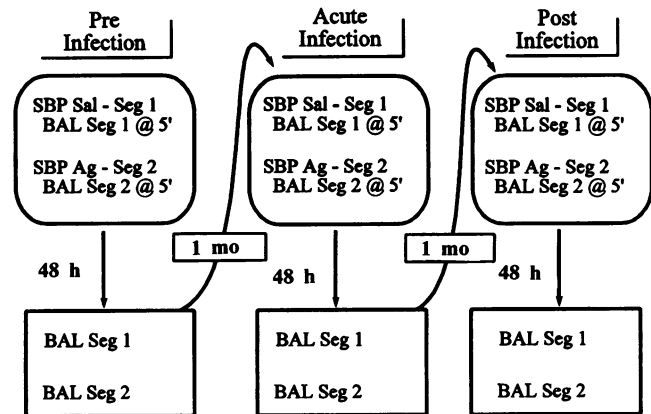 Pre
Infection
SBP Sal - Seg 1
BAL Seg 1 @ 5'
SBP Ag - Seg 2
BAL Seg 2 @ 5'
48 h
BAL Seg 1
BAL Seg 2
1 mo
Acute
Infection
SBP Sal - Seg 1
BAL Seg 1 @ 5'
SBP Ag - Seg 2
BAL Seg 2 @ 5'
48 h
BAL Seg 1
BAL Seg 2
1 mo
Post
Infection
SBP Sal - Seg 1
BAL Seg 1 @ 5'
SBP Ag - Seg 2
BAL Seg 2 @ 5'
48 h
BAL Seg 1
BAL Seg 2